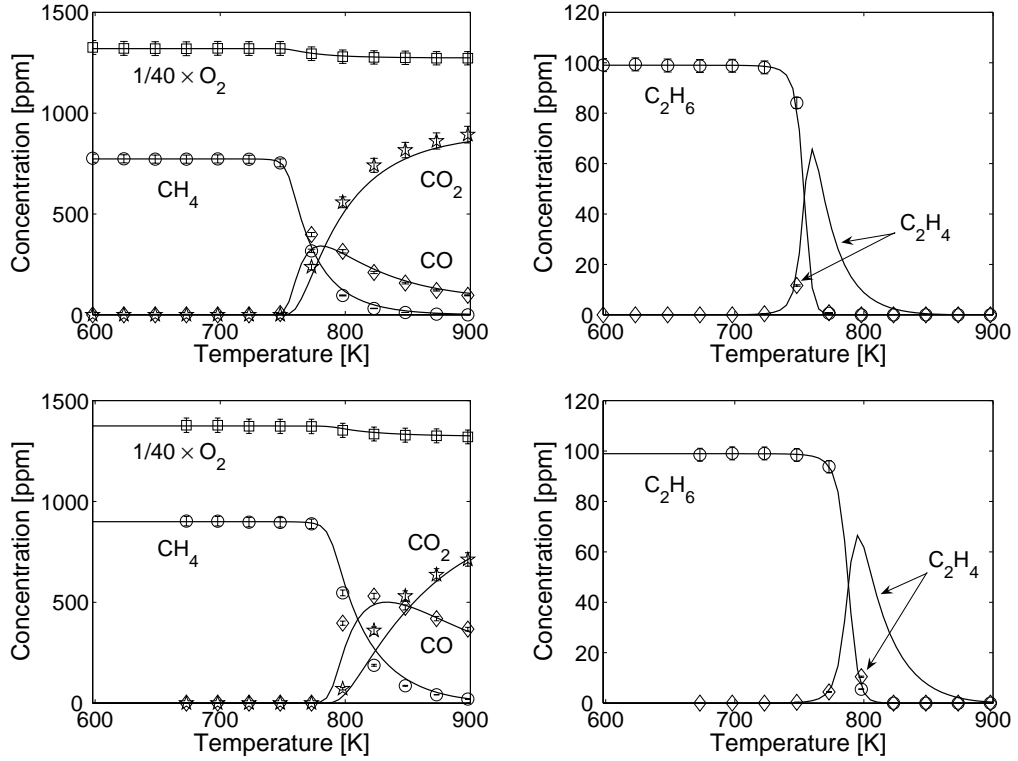 1500
1000
500
0
Concentration [ppm]
1/40 × O2
CH4
CO2
CO
600 700 800 900
Temperature [K]
120
100
80
60
40
20
0
Concentration [ppm]
C2H6
C2H4
600 700 800 900
Temperature [K]
1500
1000
500
0
Concentration [ppm]
1/40 × O2
CH4
CO2
CO
600 700 800 900
Temperature [K]
120
100
80
60
40
20
0
Concentration [ppm]
C2H6
C2H4
600 700 800 900
Temperature [K]